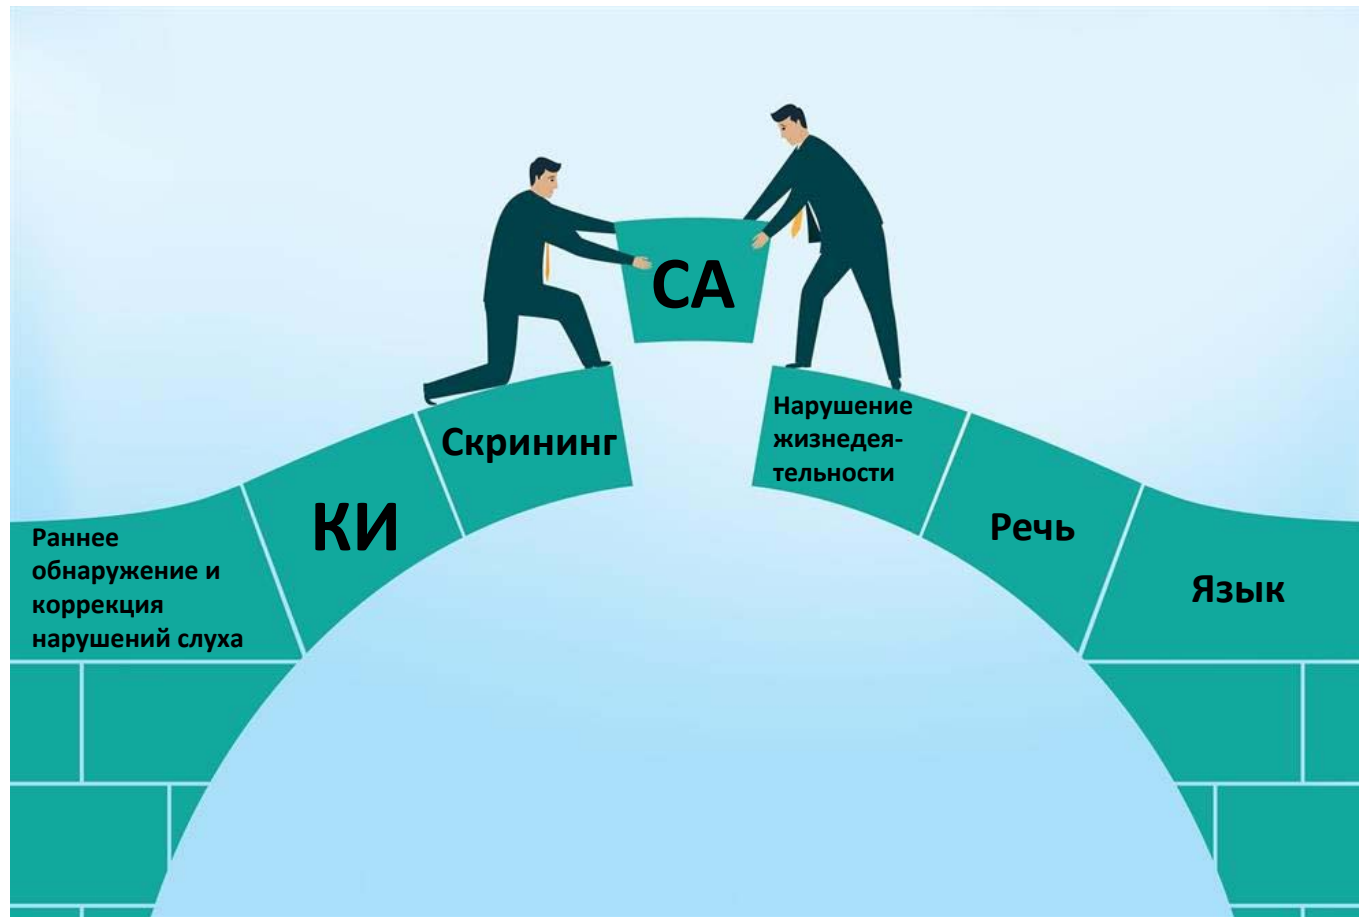 СА
Скрининг
КИ
Раннее
обнаружение и
коррекция
нарушений слуха
Нарушение
жизнедея-
тельности
Речь
Язык